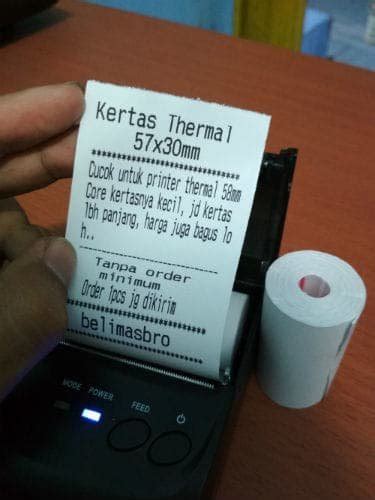 Kertas Thermal
57x30mm
************************
Cucok untuk printer thermal 58mm
Core kertasnya kecil, jd kertas
lbh panjang, harga juga bagus lo
h..
--------------------------------
Tanpa order
minimum
Order 1pcs jg dikirim
************************
belimasbro
************************
MODE POWER FEED